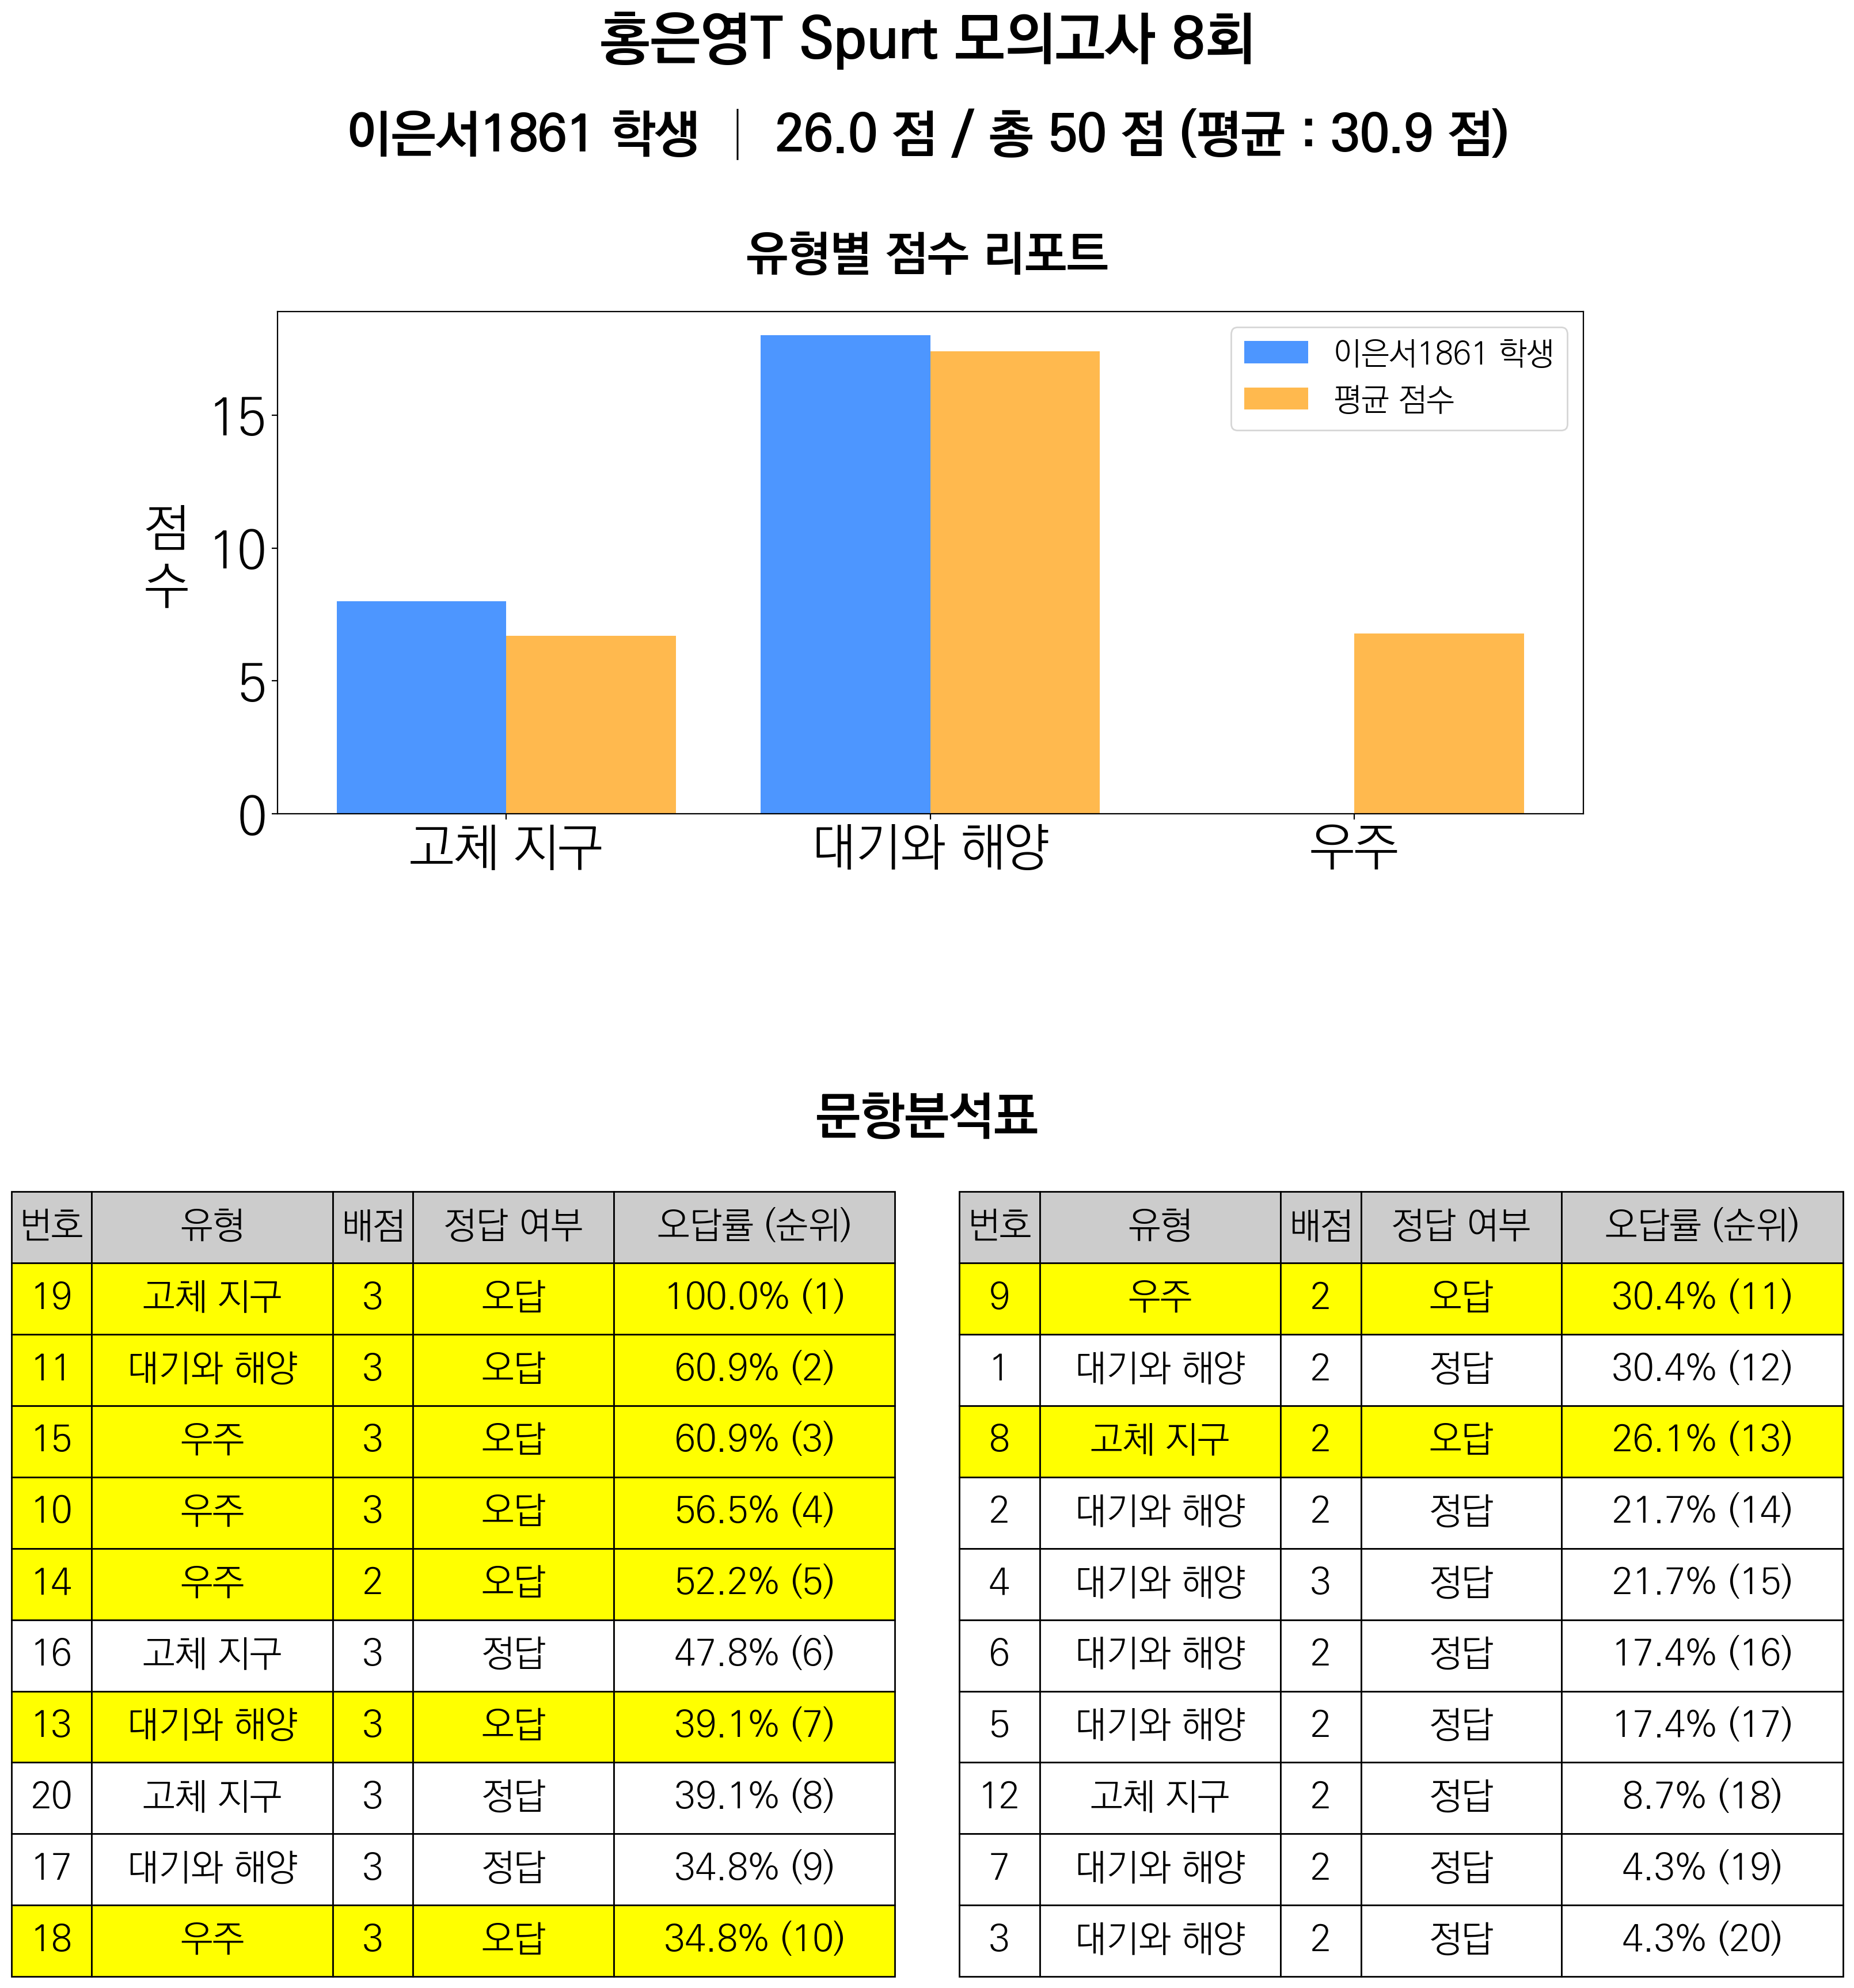 홍은영T Spurt 모의고사 8회
이은서1861 학생 | 26.0 점 / 총 50 점 (평균 : 30.9 점)
유형별 점수 리포트
이은서1861 학생
평균 점수
점
수
15
10
5
0
고체 지구 대기와 해양 우주
문항분석표
번호 유형 배점 정답 여부 오답률 (순위)
19 고체 지구 3 오답 100.0% (1)
11 대기와 해양 3 오답 60.9% (2)
15 우주 3 오답 60.9% (3)
10 우주 3 오답 56.5% (4)
14 우주 2 오답 52.2% (5)
16 고체 지구 3 정답 47.8% (6)
13 대기와 해양 3 오답 39.1% (7)
20 고체 지구 3 정답 39.1% (8)
17 대기와 해양 3 정답 34.8% (9)
18 우주 3 오답 34.8% (10)
번호 유형 배점 정답 여부 오답률 (순위)
9 우주 2 오답 30.4% (11)
1 대기와 해양 2 정답 30.4% (12)
8 고체 지구 2 오답 26.1% (13)
2 대기와 해양 2 정답 21.7% (14)
4 대기와 해양 3 정답 21.7% (15)
6 대기와 해양 2 정답 17.4% (16)
5 대기와 해양 2 정답 17.4% (17)
12 고체 지구 2 정답 8.7% (18)
7 대기와 해양 2 정답 4.3% (19)
3 대기와 해양 2 정답 4.3% (20)